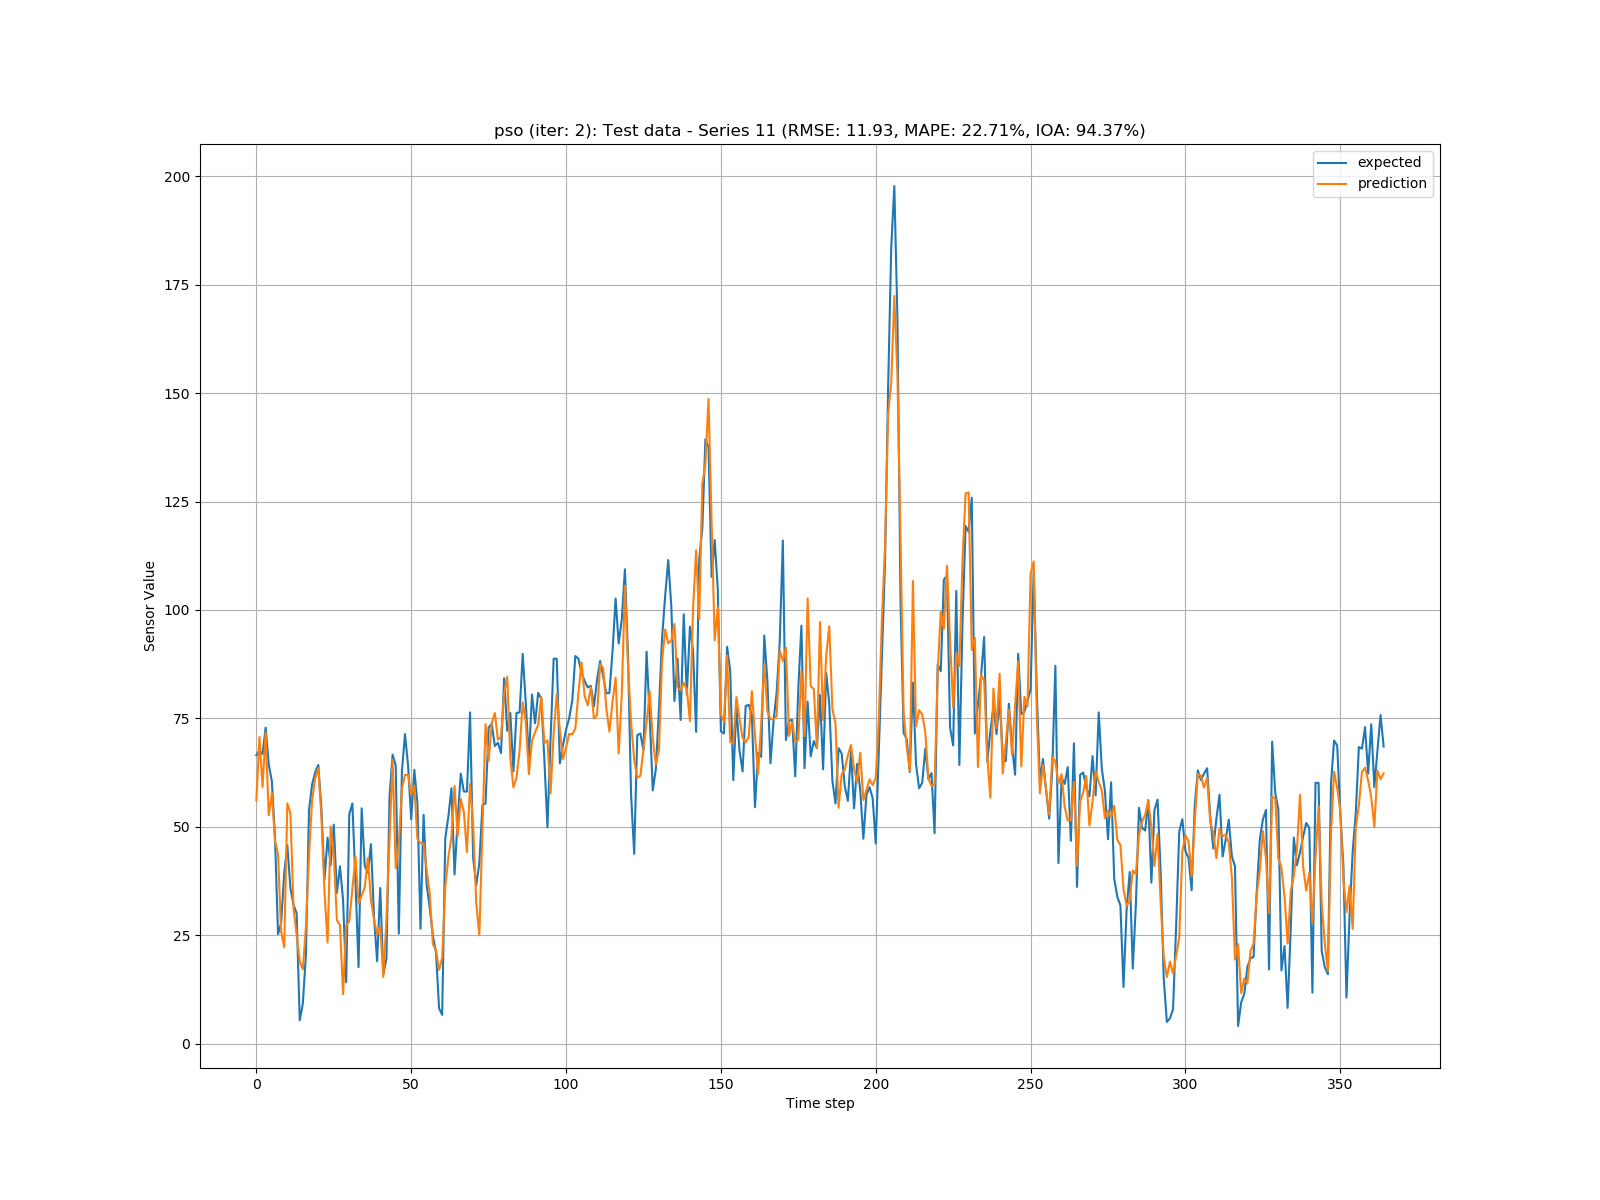 pso (iter: 2): Test data - Series 11 (RMSE: 11.93, MAPE: 22.71%, IOA: 94.37%)
expected
prediction
200
175
150
125
100
75
50
25
0
Sensor Value
0 50 100 150 200 250 300 350
Time step